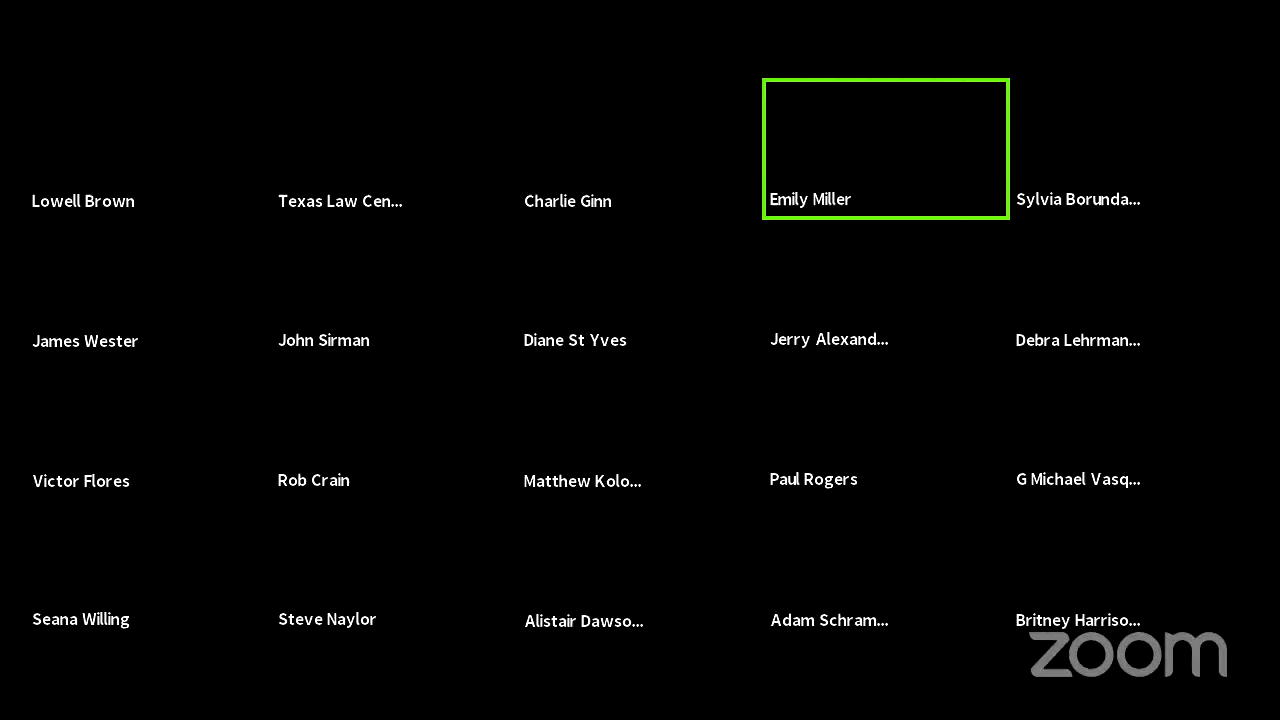 Lowell Brown
Texas Law Cen...
Charlie Ginn
Emily Miller
Sylvia Borunda...
James Wester
John Sirman
Diane St Yves
Jerry Alexand...
Debra Lehrman...
Victor Flores
Rob Crain
Matthew Kolo...
Paul Rogers
G Michael Vasq...
Seana Willing
Steve Naylor
Alistair Dawso...
Adam Schram...
Britney Harriso...
zoom